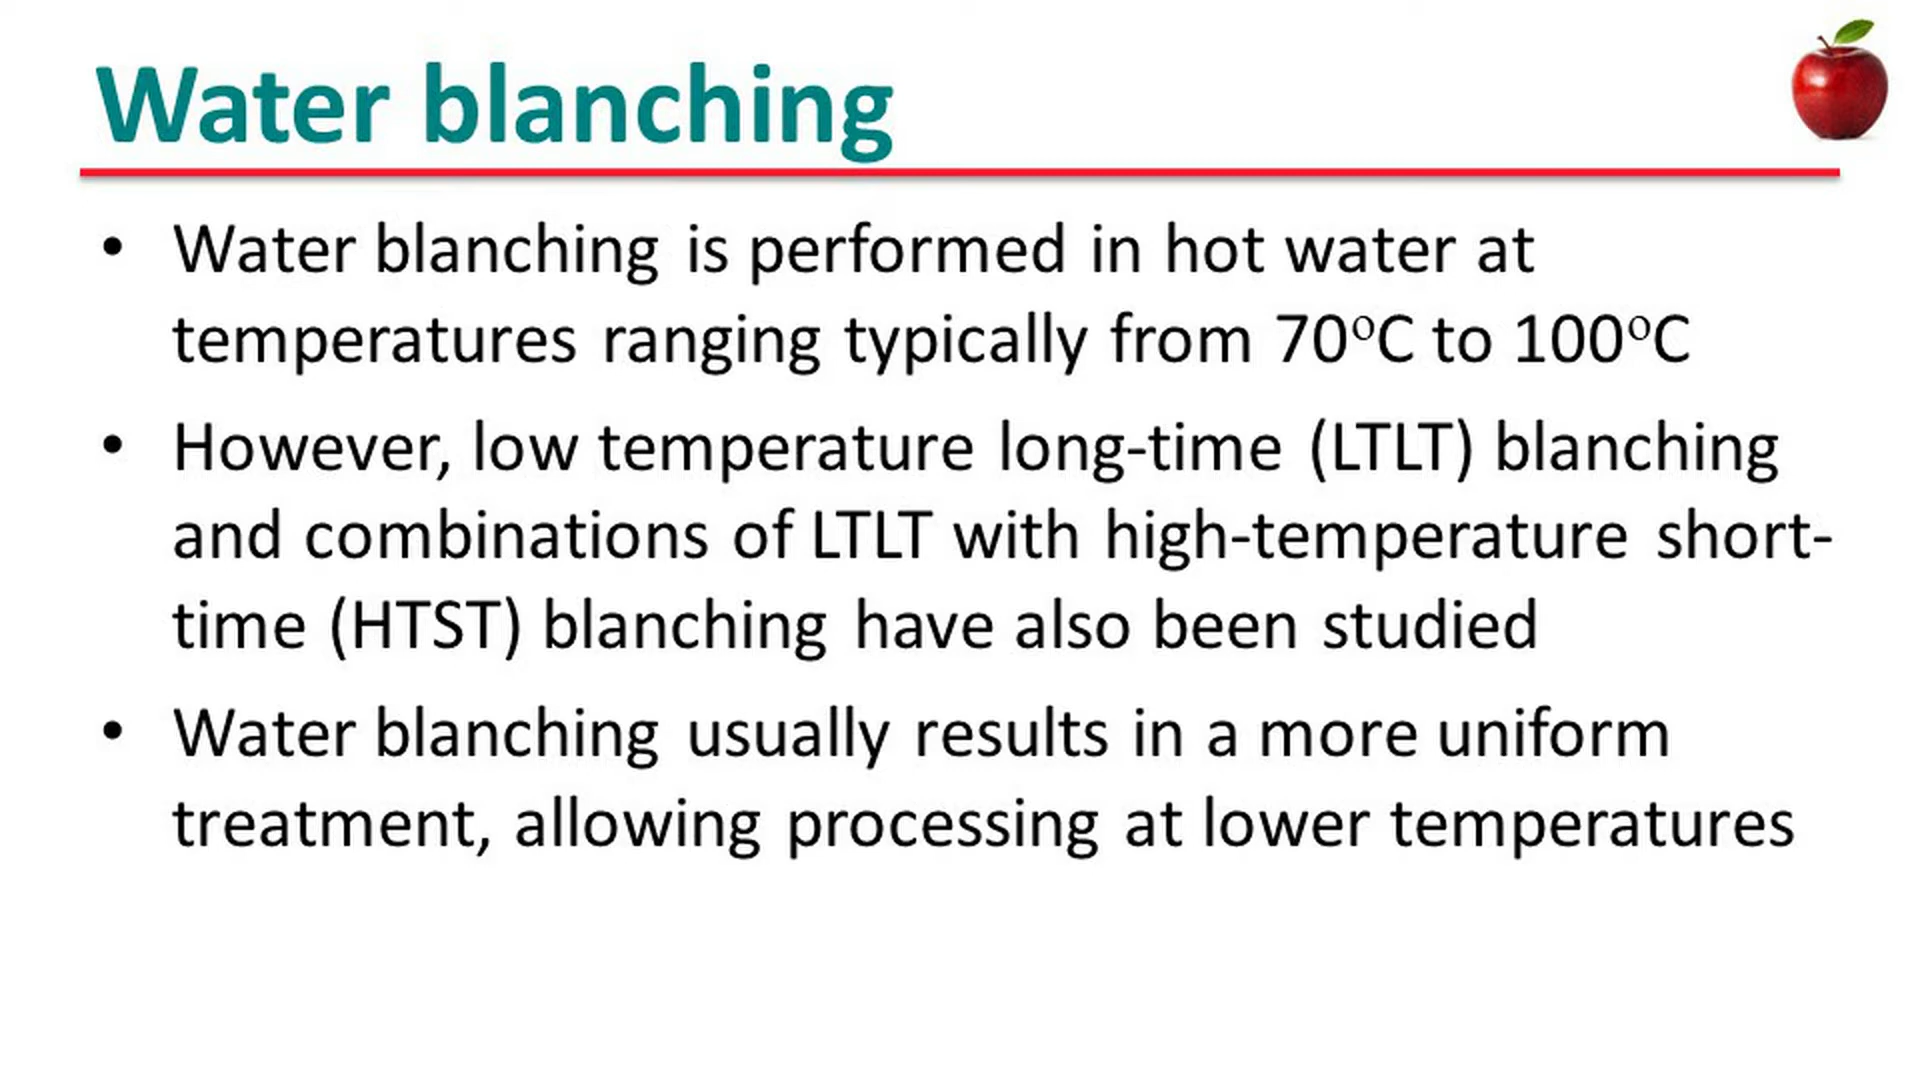 Water blanching
• Water blanching is performed in hot water at
temperatures ranging typically from 70ºC to 100ºC
• However, low temperature long-time (LTLT) blanching
and combinations of LTLT with high-temperature short-
time (HTST) blanching have also been studied
• Water blanching usually results in a more uniform
treatment, allowing processing at lower temperatures